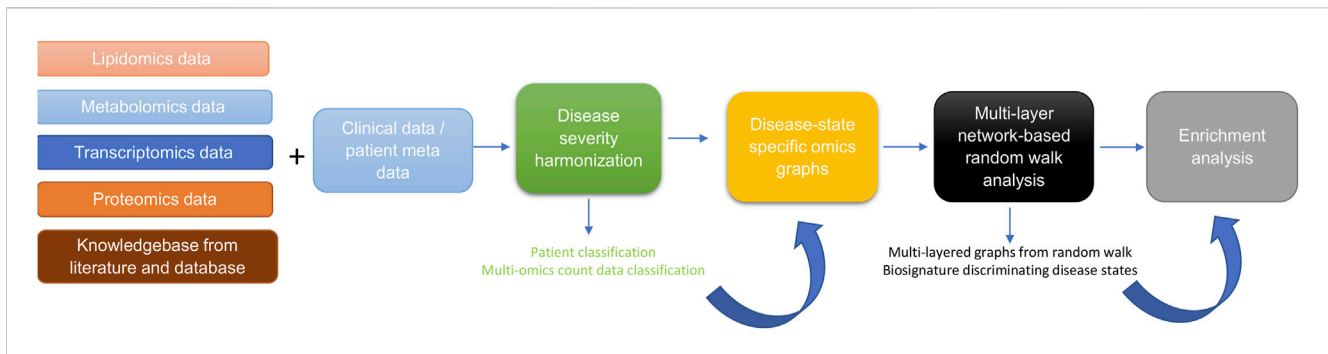 Lipidomics data
Metabolomics data
Transcriptomics data
Proteomics data
Knowledgebase from
literature and database
+
Clinical data /
patient meta
data
Disease
severity
harmonization
Patient classification
Multi-omics count data classification
Disease-state
specific omics
graphs
Multi-layer
network-based
random walk
analysis
Multi-layered graphs from random walk
Biosignature discriminating disease states
Enrichment
analysis